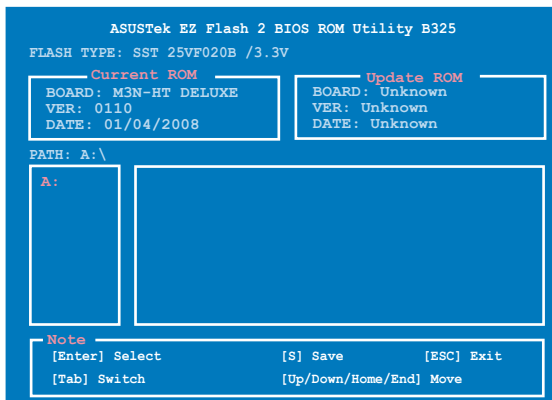 ASUSTek EZ Flash 2 BIOS ROM Utility B325
FLASH TYPE: SST 25VF020B /3.3V
Current ROM
BOARD: M3N-HT DELUXE
VER: 0110
DATE: 01/04/2008
Update ROM
BOARD: Unknown
VER: Unknown
DATE: Unknown
PATH: A:\
A:
Note
[Enter] Select [S] Save [ESC] Exit
[Tab] Switch [Up/Down/Home/End] Move